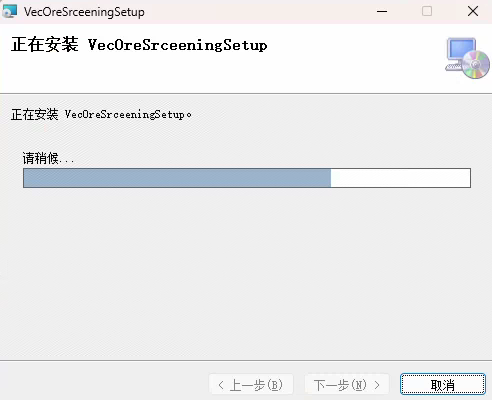 VecOreSrceeningSetup
正在安装 VecOreSrceeningSetup
正在安装 VecOreSrceeningSetup。
请稍候...
< 上一步(B)
下一步(N) >
取消